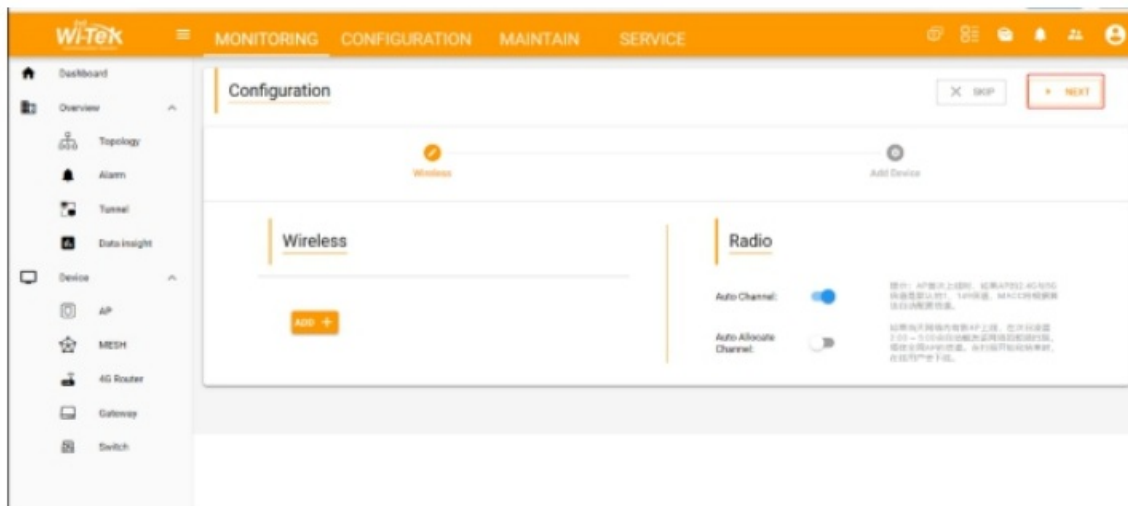 Wi-Tek
MONITORING CONFIGURATION MAINTAIN SERVICE
Dashboard
Overview
Topology
Alarm
Tunnel
Data insight
Device
AP
MESH
4G Router
Gateway
Switch
Configuration
SKIP
NEXT
Wireless
Add Device
Wireless
ADD +
Radio
Auto Channel:
Auto Allocate
Channel: